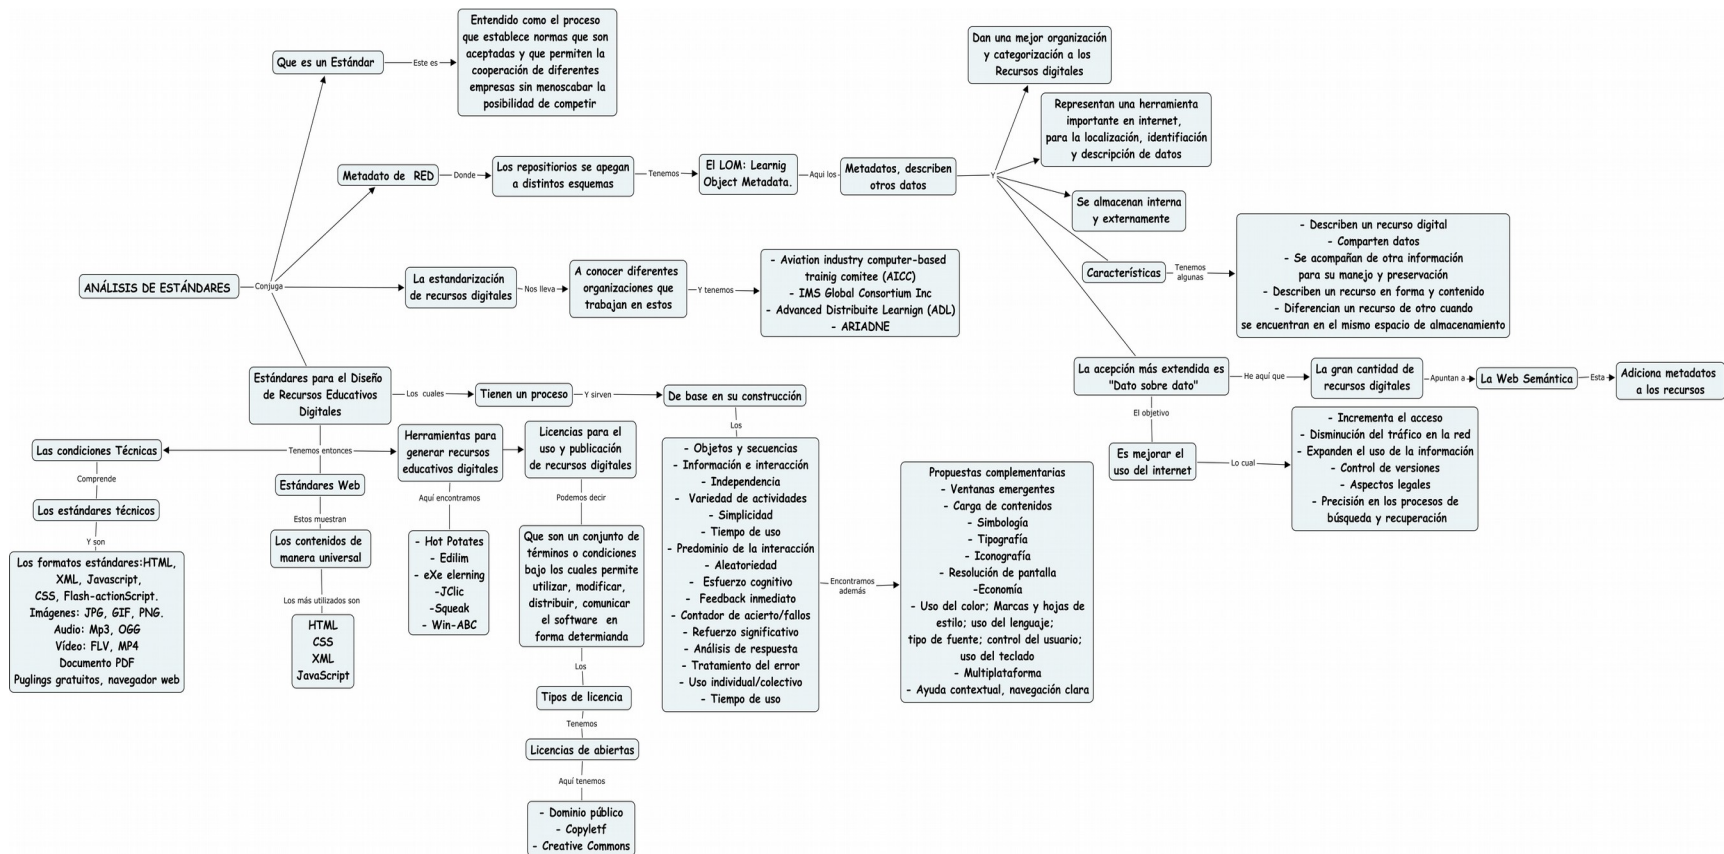 ANÁLISIS DE ESTÁNDARES
Conjuga
Que es un Estándar
Este es
Entendido como el proceso
que establece normas que son
aceptadas y que permiten la
cooperación de diferentes
empresas sin menoscabar la
posibilidad de competir
Metadato de RED
Donde
Los repositiorios se apegan
a distintos esquemas
Tenemos
El LOM: Learnig
Object Metadata.
Aqui los
Metadatos, describen
otros datos
Y
Dan una mejor organización
y categorización a los
Recursos digitales
Representan una herramienta
importante en internet,
para la localización, identifiación
y descripción de datos
Se almacenan interna
y externamente
Características
Tenemos
algunas
- Describen un recurso digital
- Comparten datos
- Se acompañan de otra información
para su manejo y preservación
- Describen un recurso en forma y contenido
- Diferencian un recurso de otro cuando
se encuentran en el mismo espacio de almacenamiento
La acepción más extendida es
"Dato sobre dato"
He aquí que
La gran cantidad de
recursos digitales
Apuntan a
La Web Semántica
Esta
Adiciona metadatos
a los recursos
El objetivo
Es mejorar el
uso del internet
Lo cual
- Incrementa el acceso
- Disminución del tráfico en la red
- Expanden el uso de la información
- Control de versiones
- Aspectos legales
- Precisión en los procesos de
búsqueda y recuperación
La estandarización
de recursos digitales
Nos lleva
A conocer diferentes
organizaciones que
trabajan en estos
Y tenemos
- Aviation industry computer-based
trainig comitee (AICC)
- IMS Global Consortium Inc
- Advanced Distribuite Learnign (ADL)
- ARIADNE
Estándares para el Diseño
de Recursos Educativos
Digitales
Los cuales
Tienen un proceso
Y sirven
De base en su construcción
Los
- Objetos y secuencias
- Información e interacción
- Independencia
- Variedad de actividades
- Simplicidad
- Tiempo de uso
- Predominio de la interacción
- Aleatoriedad
- Esfuerzo cognitivo
- Feedback inmediato
- Contador de acierto/fallos
- Refuerzo significativo
- Análisis de respuesta
- Tratamiento del error
- Uso individual/colectivo
- Tiempo de uso
Encontramos
además
Propuestas complementarias
- Ventanas emergentes
- Carga de contenidos
- Simbología
- Tipografía
- Iconografía
- Resolución de pantalla
-Economía
- Uso del color; Marcas y hojas de
estilo; uso del lenguaje;
tipo de fuente; control del usuario;
uso del teclado
- Multiplataforma
- Ayuda contextual, navegación clara
Tenemos entonces
Las condiciones Técnicas
Comprende
Los estándares técnicos
Y son
Los formatos estándares:HTML,
XML, Javascript,
CSS, Flash-actionScript.
Imágenes: JPG, GIF, PNG.
Audio: Mp3, OGG
Vídeo: FLV, MP4
Documento PDF
Puglings gratuitos, navegador web
Estándares Web
Estos muestran
Los contenidos de
manera universal
Los más utilizados son
HTML
CSS
XML
JavaScript
Herramientas para
generar recursos
educativos digitales
Aquí encontramos
- Hot Potates
- Edilim
- eXe elerning
-JClic
-Squeak
- Win-ABC
Licencias para el
uso y publicación
de recursos digitales
Podemos decir
Que son un conjunto de
términos o condiciones
bajo los cuales permite
utilizar, modificar,
distribuir, comunicar
el software en
forma determianda
Los
Tipos de licencia
Tenemos
Licencias de abiertas
Aquí tenemos
- Dominio público
- Copyletf
- Creative Commons